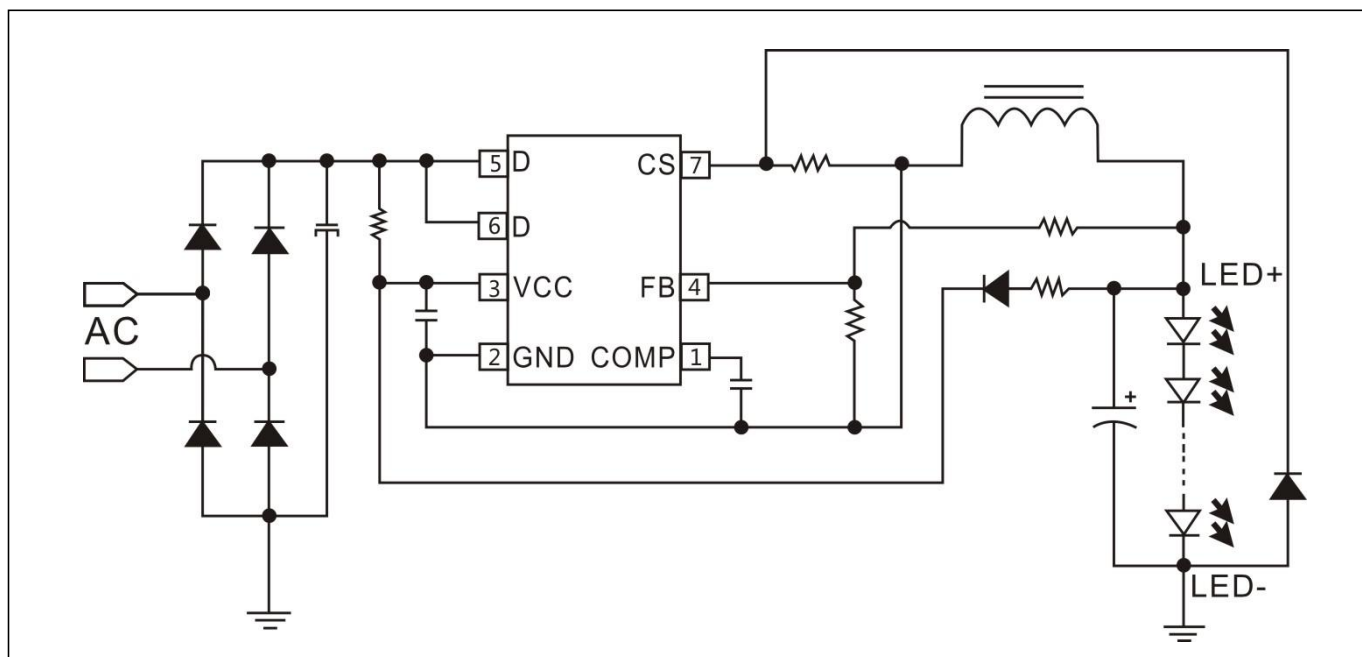 5 D CS 7
6 D
3 VCC FB 4
LED+
AC
2 GND COMP 1
+
LED-